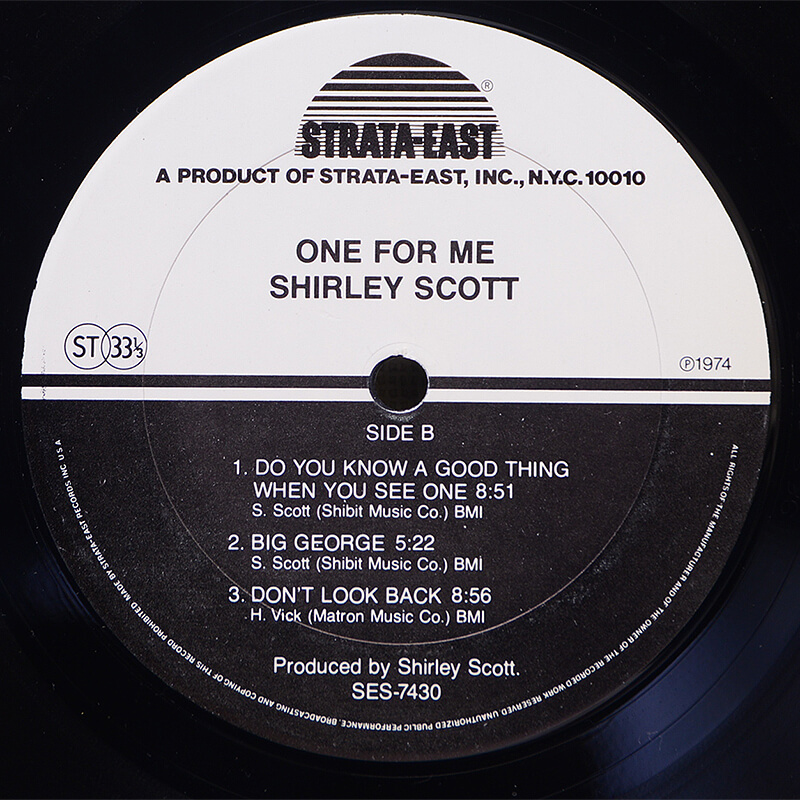 STRATA-EAST®
A PRODUCT OF STRATA-EAST, INC., N.Y.C. 10010
ONE FOR ME
SHIRLEY SCOTT
ST 33⅓
℗1974
SIDE B
1. DO YOU KNOW A GOOD THING
WHEN YOU SEE ONE 8:51
S. Scott (Shibit Music Co.) BMI
2. BIG GEORGE 5:22
S. Scott (Shibit Music Co.) BMI
3. DON'T LOOK BACK 8:56
H. Vick (Matron Music Co.) BMI
Produced by Shirley Scott.
SES-7430
ALL RIGHTS OF THE MANUFACTURER AND OF THE OWNER OF THE RECORDED WORK RESERVED. UNAUTHORIZED PUBLIC PERFORMANCE, BROADCASTING AND COPYING OF THIS RECORD PROHIBITED MADE BY STRATA-EAST RECORDS INC U S A